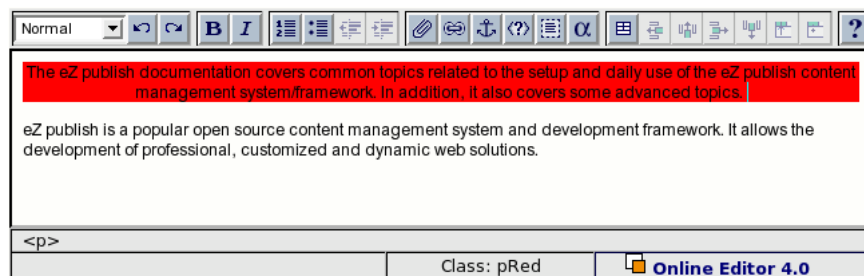 Normal
B I <?> α ?
The eZ publish documentation covers common topics related to the setup and daily use of the eZ publish content
management system/framework. In addition, it also covers some advanced topics.
eZ publish is a popular open source content management system and development framework. It allows the
development of professional, customized and dynamic web solutions.
<p>
Class: pRed Online Editor 4.0